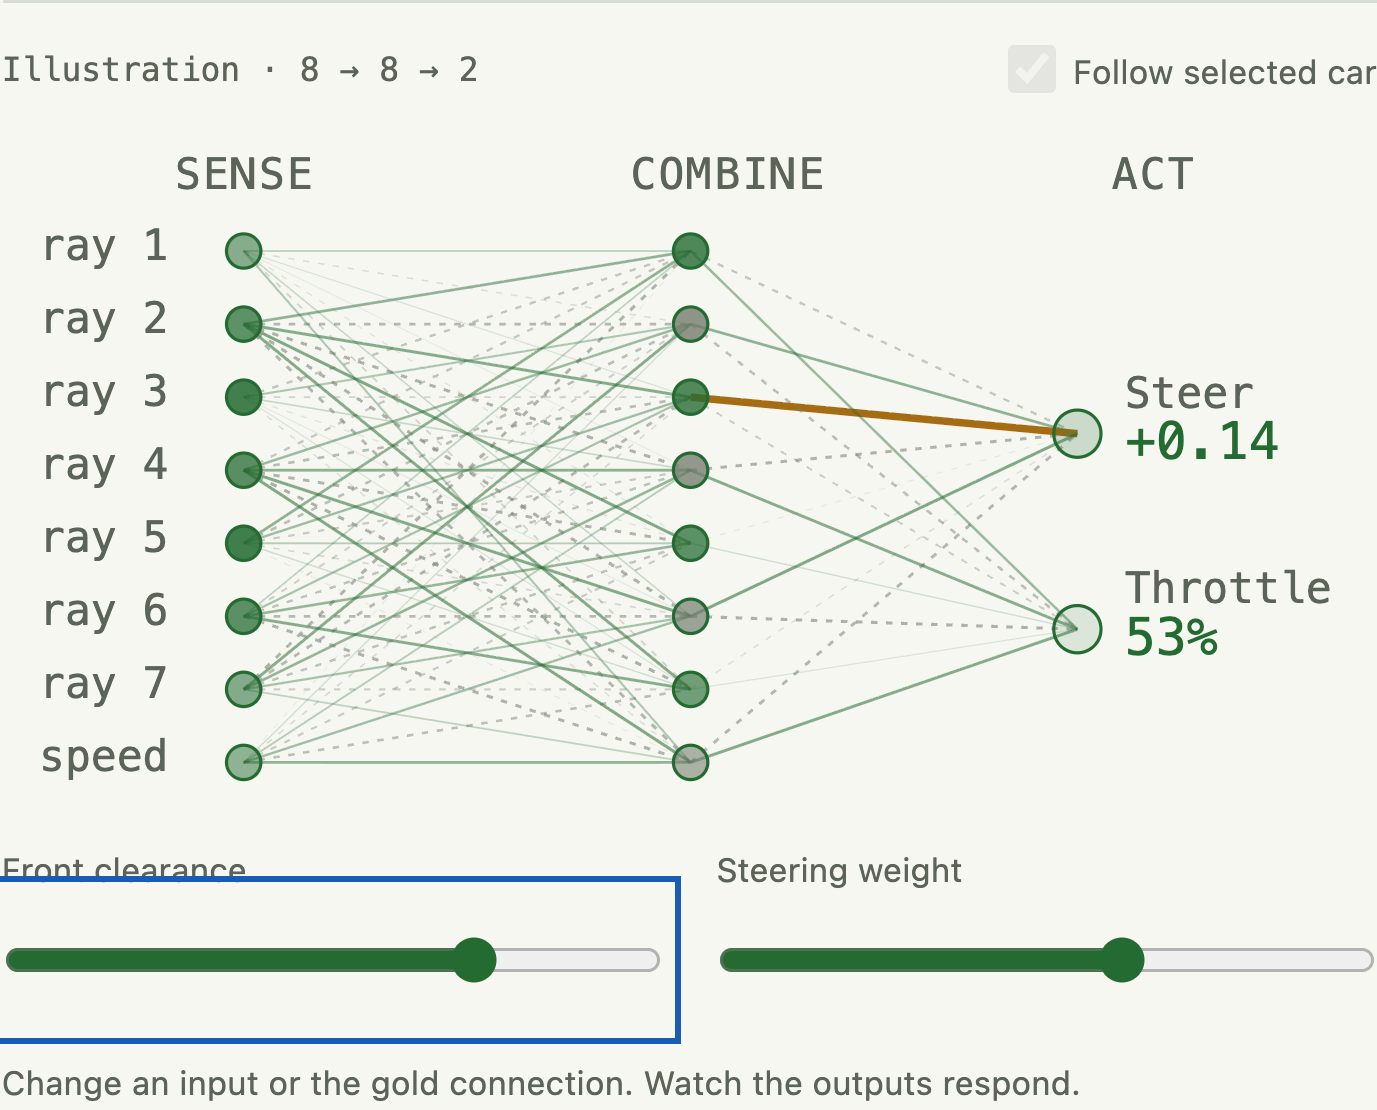 Illustration · 8 → 8 → 2
Follow selected car
SENSE
COMBINE
ACT
ray 1
ray 2
ray 3
ray 4
ray 5
ray 6
ray 7
speed
Steer
+0.14
Throttle
53%
Front clearance
Steering weight
Change an input or the gold connection. Watch the outputs respond.